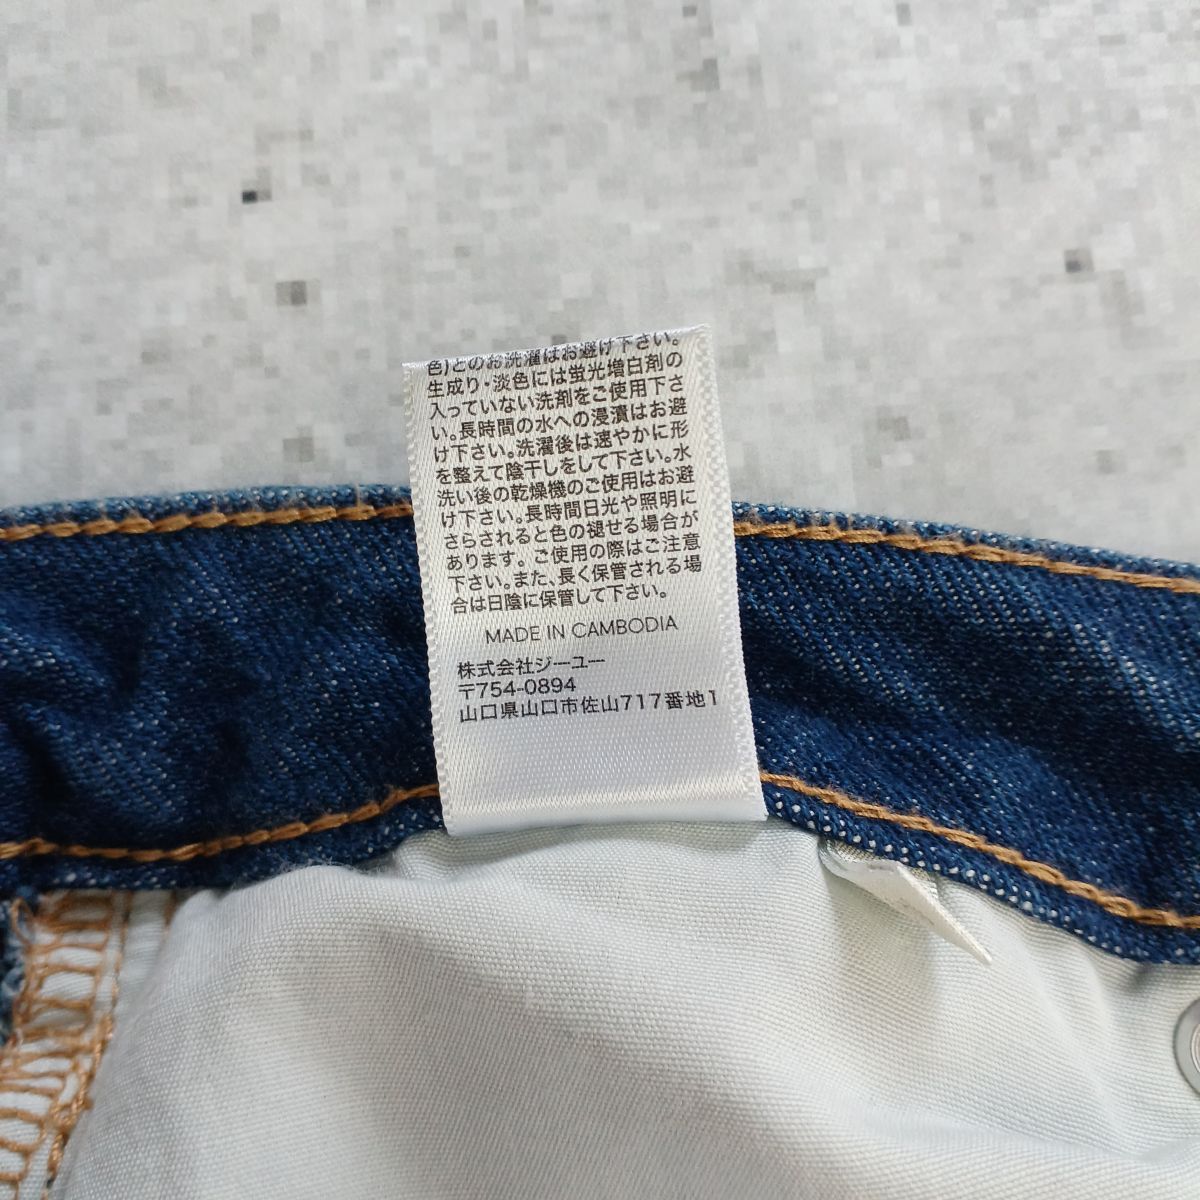 色)とのお洗濯はお避け下さい。
生成り・淡色には蛍光増白剤の
入っていない洗剤をご使用下さ
い。長時間の水への浸漬はお避
け下さい。洗濯後は速やかに形
を整えて陰干しをして下さい。水
洗い後の乾燥機のご使用はお避
け下さい。長時間日光や照明に
さらされると色の褪せる場合が
あります。ご使用の際はご注意
下さい。また、長く保管される場
合は日陰に保管して下さい。
MADE IN CAMBODIA
株式会社ジーユー
〒754-0894
山口県山口市佐山717番地1